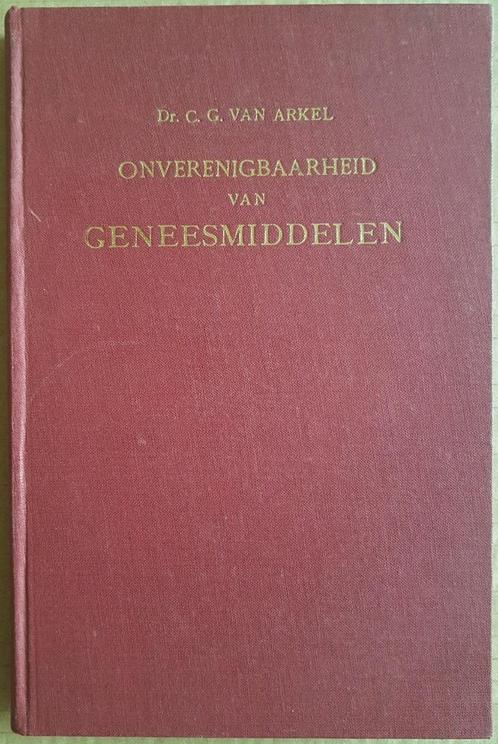 Dr. C. G. VAN ARKEL
ONVERENIGBAARHEID
VAN
GENEESMIDDELEN